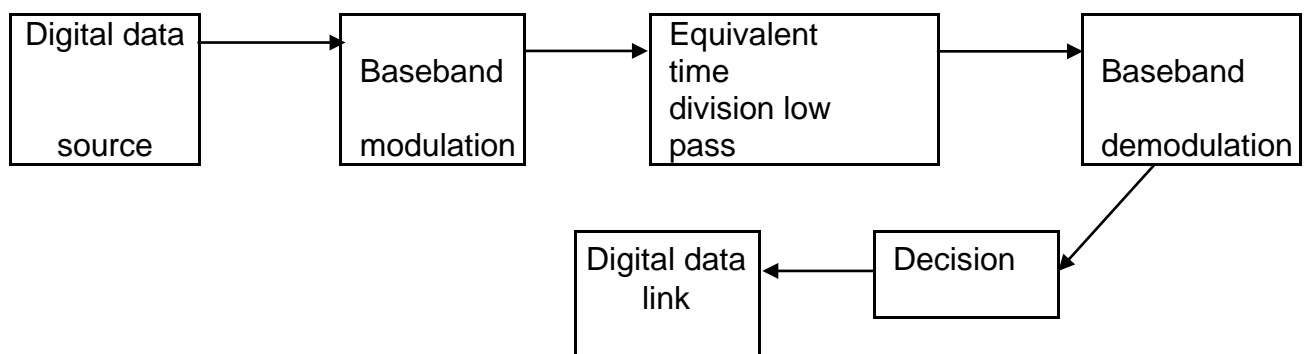 Digital data
source
Baseband
modulation
Equivalent
time
division low
pass
Baseband
demodulation
Decision
Digital data
link